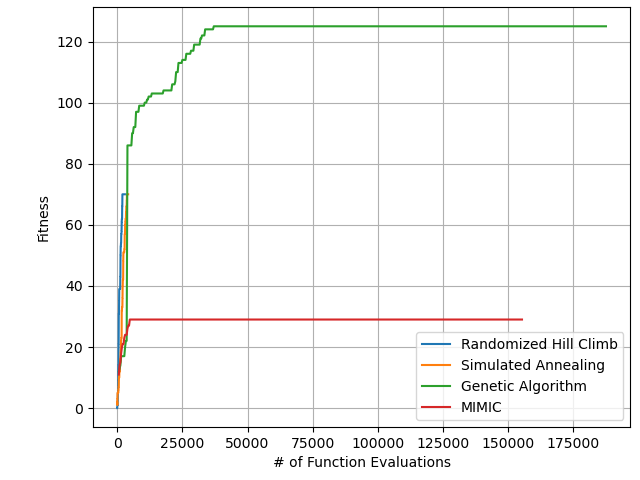 120
100
80
60
40
20
0
Fitness
0 25000 50000 75000 100000 125000 150000 175000
# of Function Evaluations
Randomized Hill Climb
Simulated Annealing
Genetic Algorithm
MIMIC